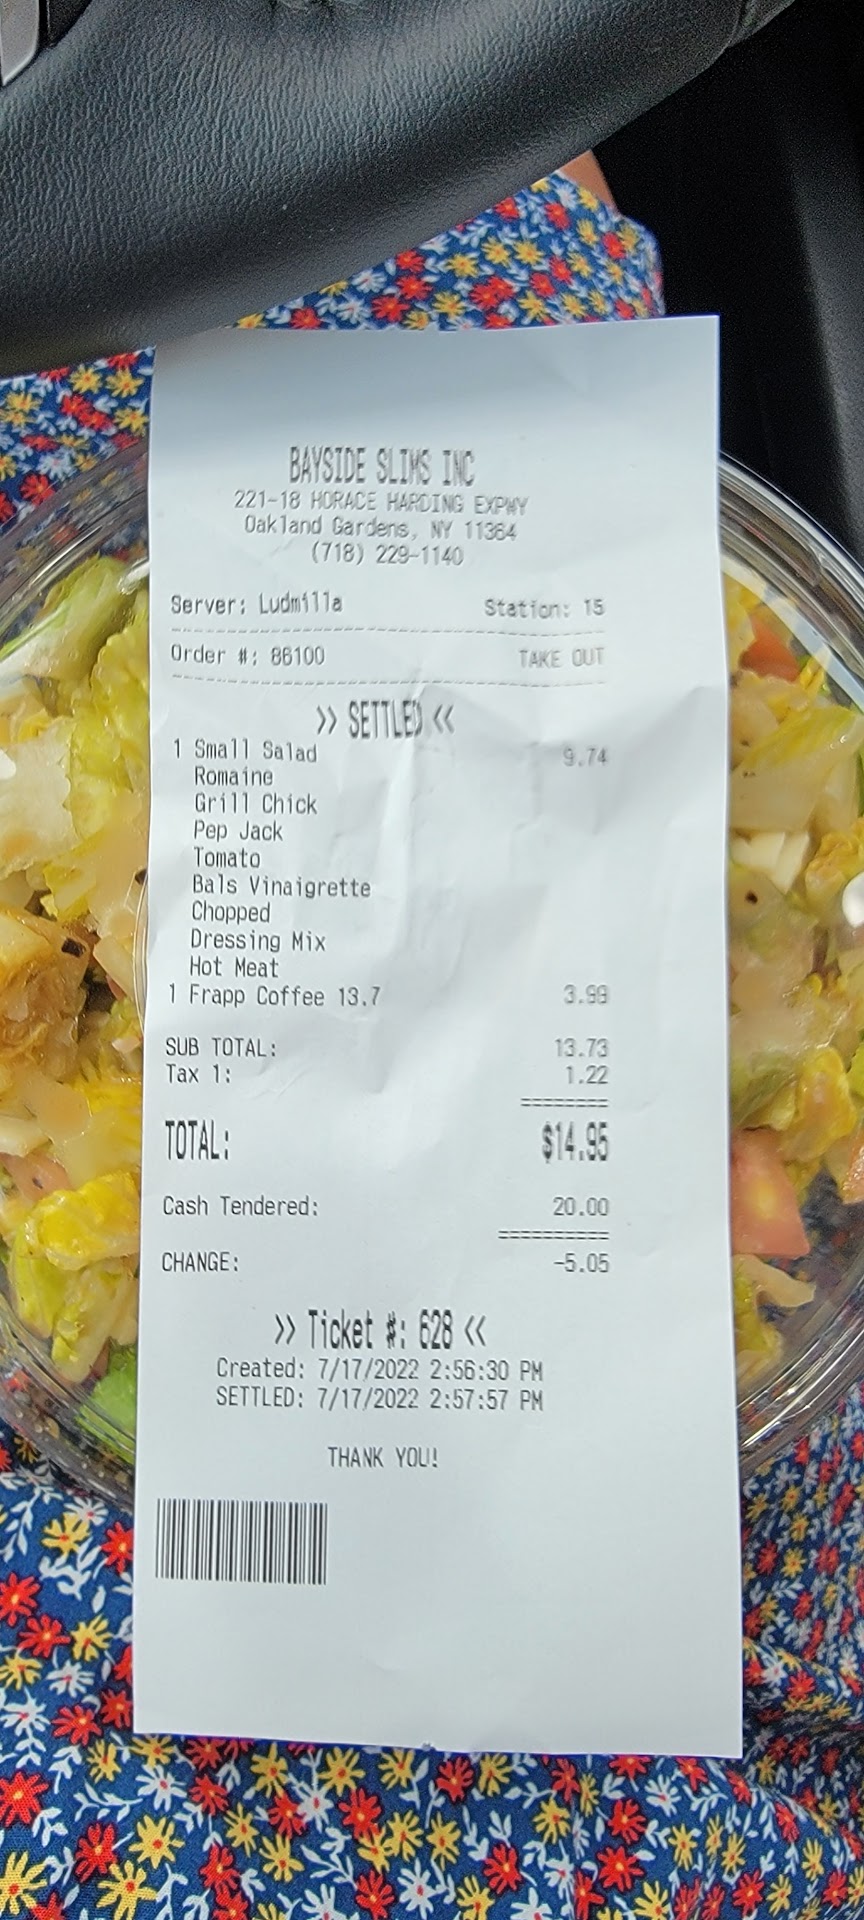 BAYSIDE SLIMS INC
221-18 HORACE HARDING EXPWY
Oakland Gardens, NY 11364
(718) 229-1140
Server: Ludmilla Station: 15
Order #: 86100 TAKE OUT
>> SETTLED <<
1 Small Salad 9.74
Romaine
Grill Chick
Pep Jack
Tomato
Bals Vinaigrette
Chopped
Dressing Mix
Hot Meat
1 Frapp Coffee 13.7 3.99
SUB TOTAL: 13.73
Tax 1: 1.22
========
TOTAL: $14.95
Cash Tendered: 20.00
==========
CHANGE: -5.05
>> Ticket #: 628 <<
Created: 7/17/2022 2:56:30 PM
SETTLED: 7/17/2022 2:57:57 PM
THANK YOU!